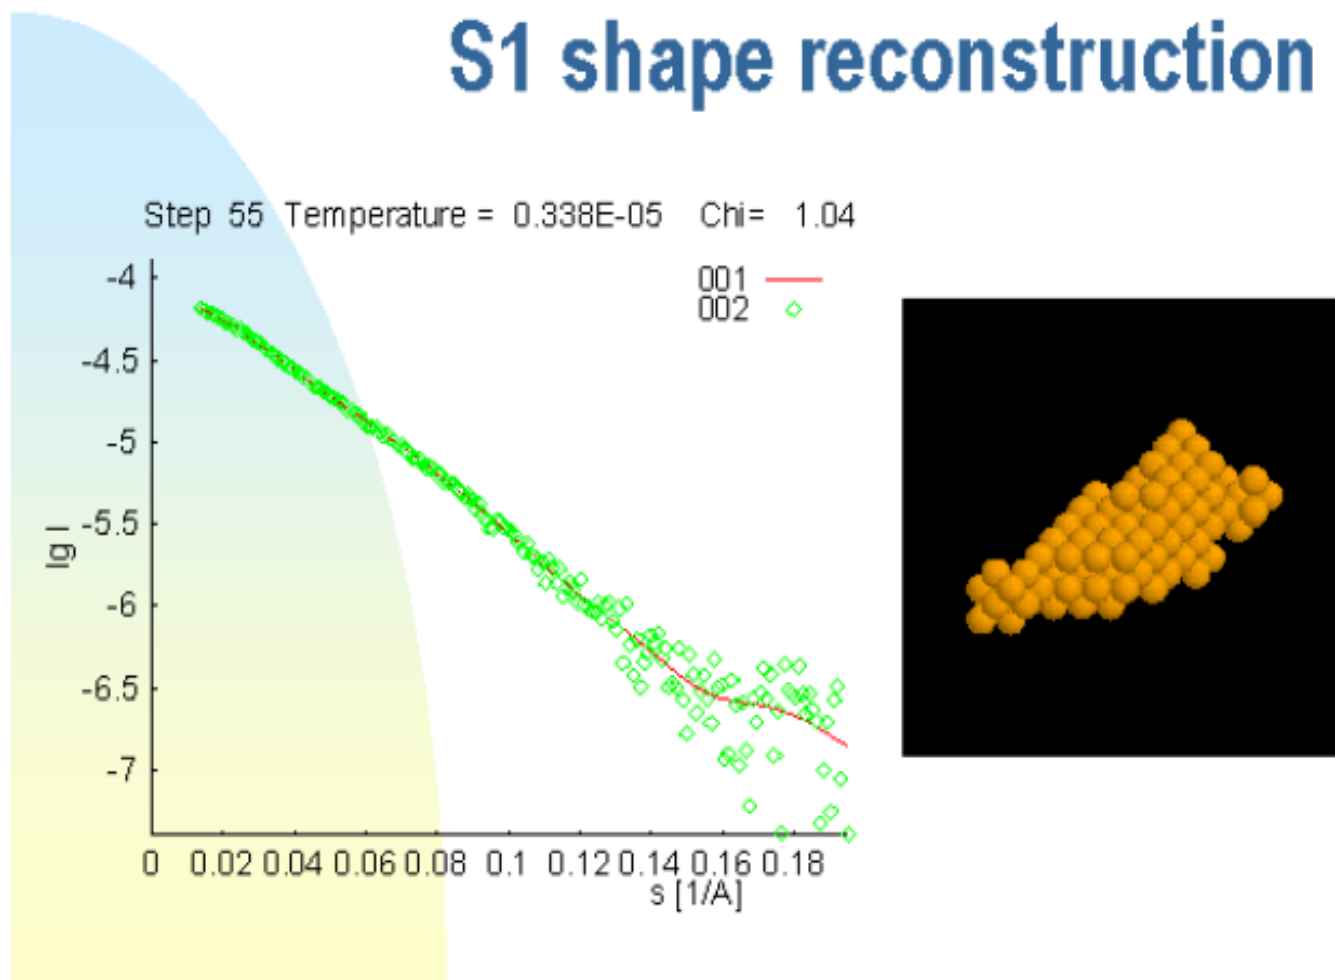 S1 shape reconstruction
Step 55 Temperature = 0.338E-05 Chi= 1.04
001
002
-4
-4.5
-5
-5.5
-6
-6.5
-7
lg I
0 0.02 0.04 0.06 0.08 0.1 0.12 0.14 0.16 0.18
s [1/A]